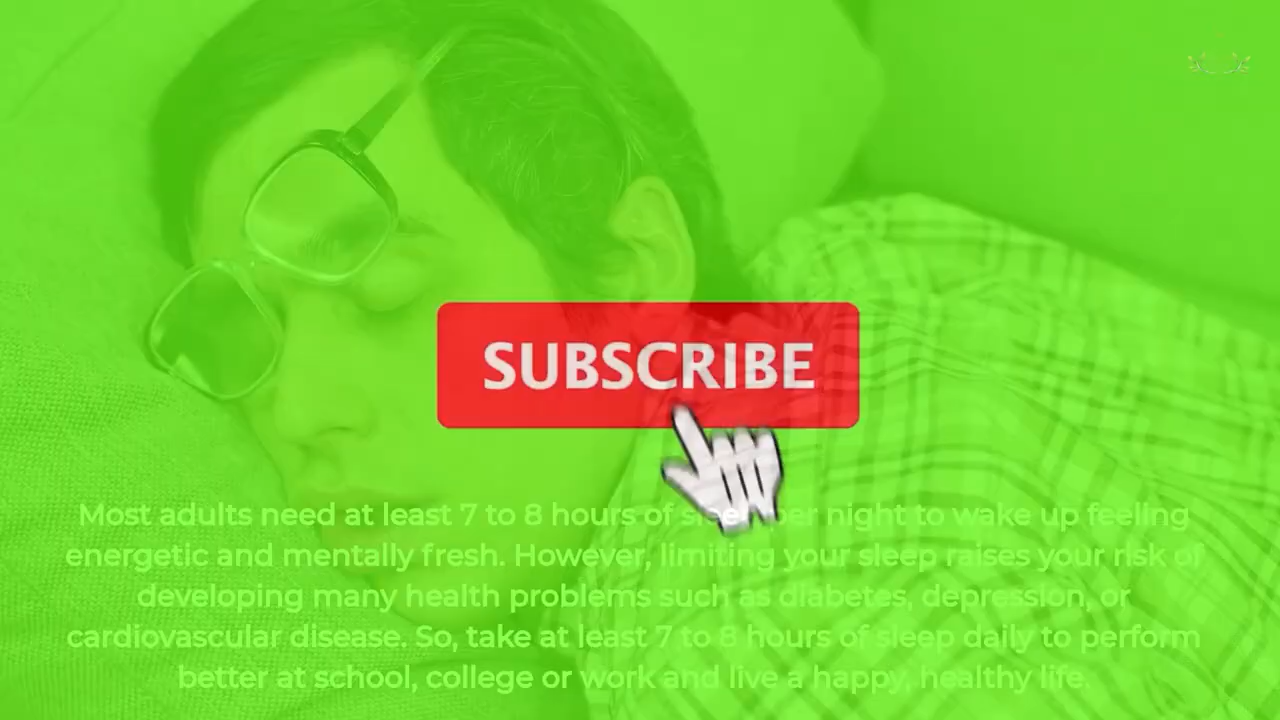 SUBSCRIBE
Most adults need at least 7 to 8 hours of sleep per night to wake up feeling
energetic and mentally fresh. However, limiting your sleep raises your risk of
developing many health problems such as diabetes, depression, or
cardiovascular disease. So, take at least 7 to 8 hours of sleep daily to perform
better at school, college or work and live a happy, healthy life.